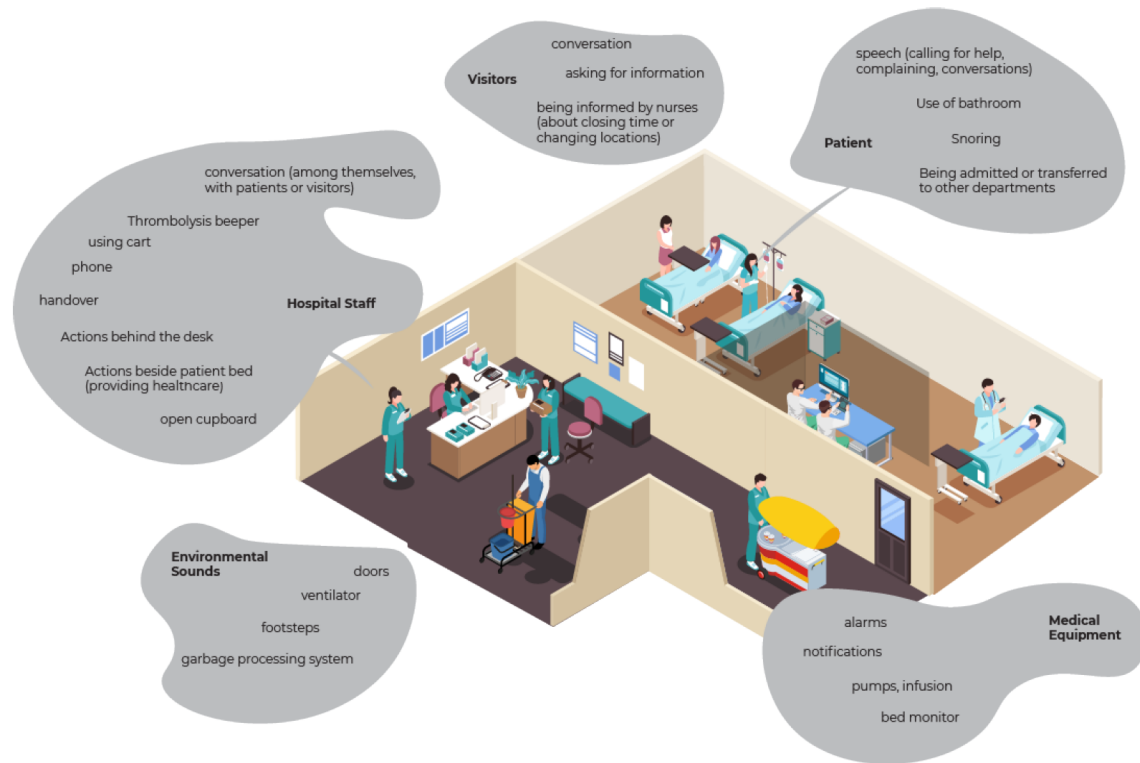 Visitors
conversation
asking for information
being informed by nurses
(about closing time or
changing locations)
Patient
speech (calling for help,
complaining, conversations)
Use of bathroom
Snoring
Being admitted or transferred
to other departments
Hospital Staff
conversation (among themselves,
with patients or visitors)
Thrombolysis beeper
using cart
phone
handover
Actions behind the desk
Actions beside patient bed
(providing healthcare)
open cupboard
Environmental
Sounds
doors
ventilator
footsteps
garbage processing system
Medical
Equipment
alarms
notifications
pumps, infusion
bed monitor